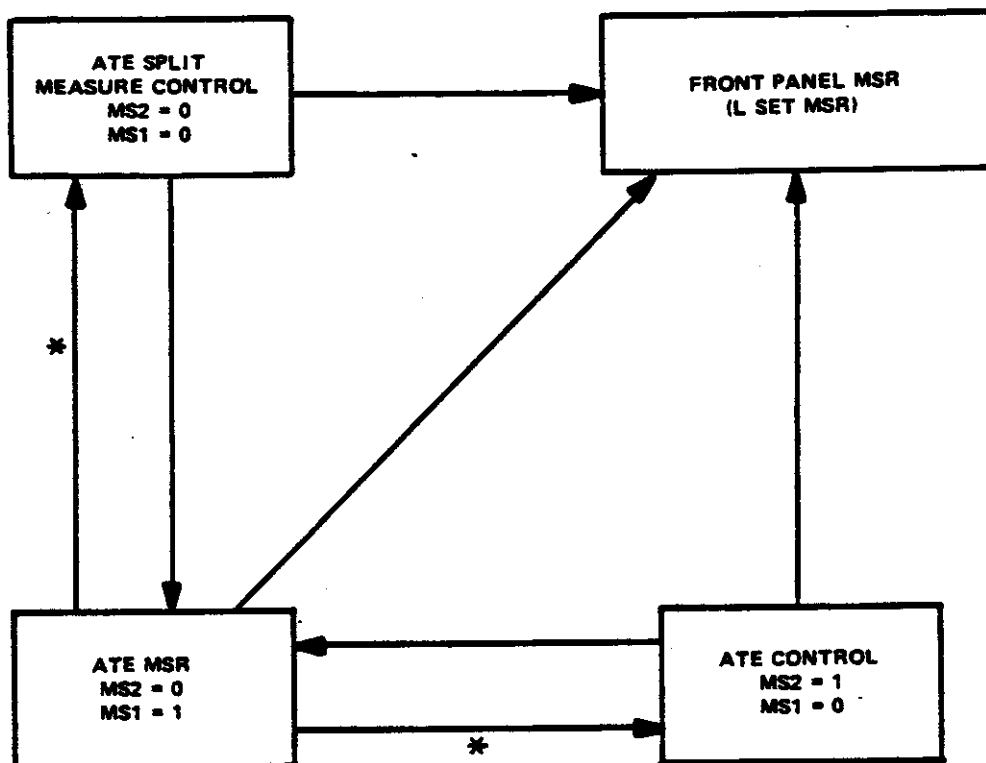 ATE SPLIT
MEASURE CONTROL
MS2 = 0
MS1 = 0
FRONT PANEL MSR
(L SET MSR)
*
ATE MSR
MS2 = 0
MS1 = 1
ATE CONTROL
MS2 = 1
MS1 = 0
*